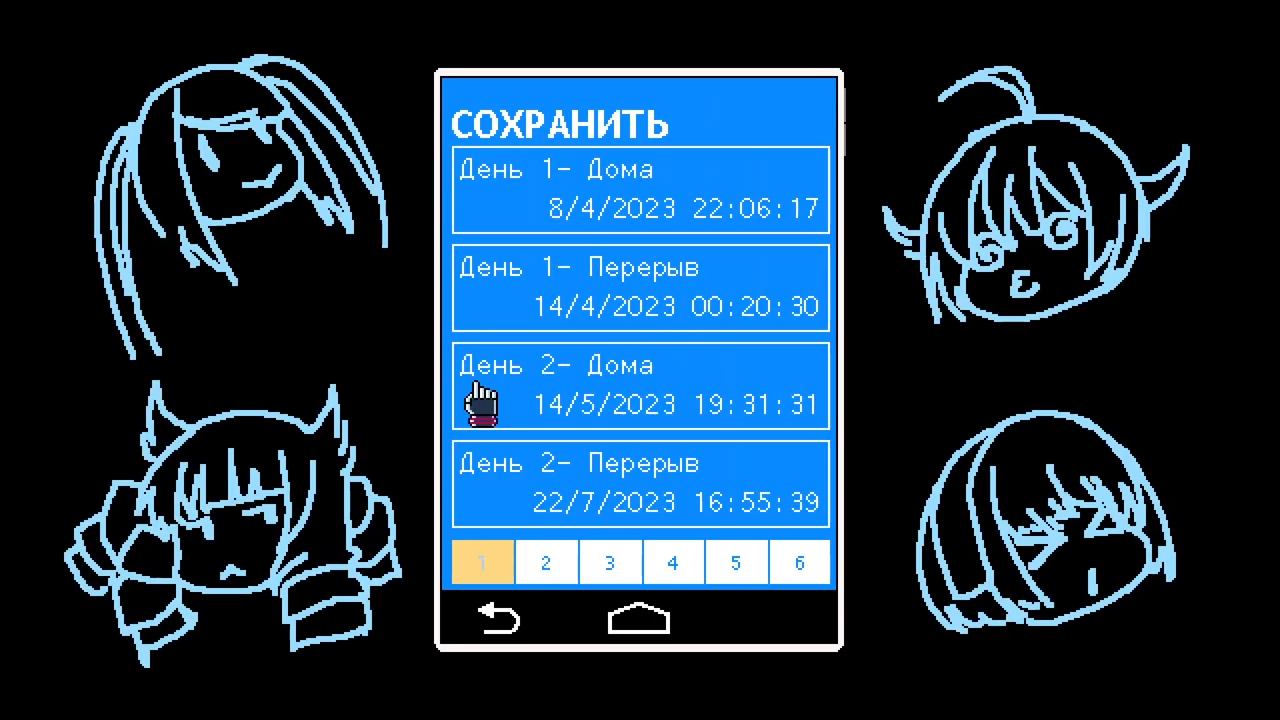 СОХРАНИТЬ
День 1- Дома
8/4/2023 22:06:17
День 1- Перерыв
14/4/2023 00:20:30
День 2- Дома
14/5/2023 19:31:31
День 2- Перерыв
22/7/2023 16:55:39
1 2 3 4 5 6